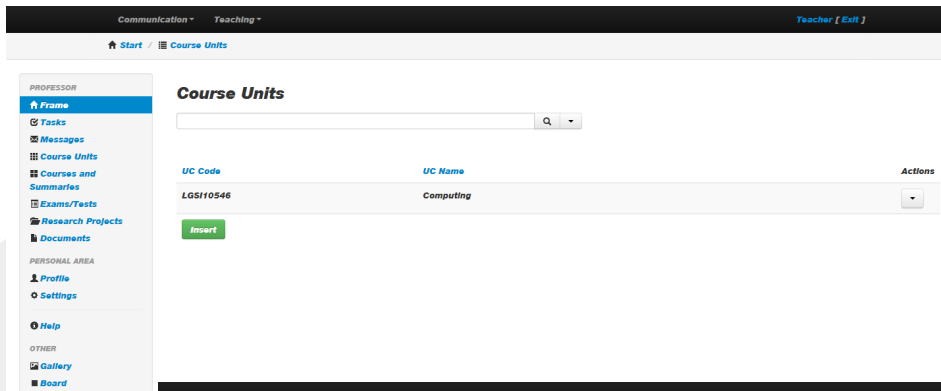 Communication Teaching Teacher [ Exit ]
Start / Course Units
PROFESSOR
Frame
Tasks
Messages
Course Units
Courses and
Summaries
Exams/Tests
Research Projects
Documents
PERSONAL AREA
Profile
Settings
Help
OTHER
Gallery
Board
Course Units
UC Code UC Name Actions
LGSI10546 Computing
Insert